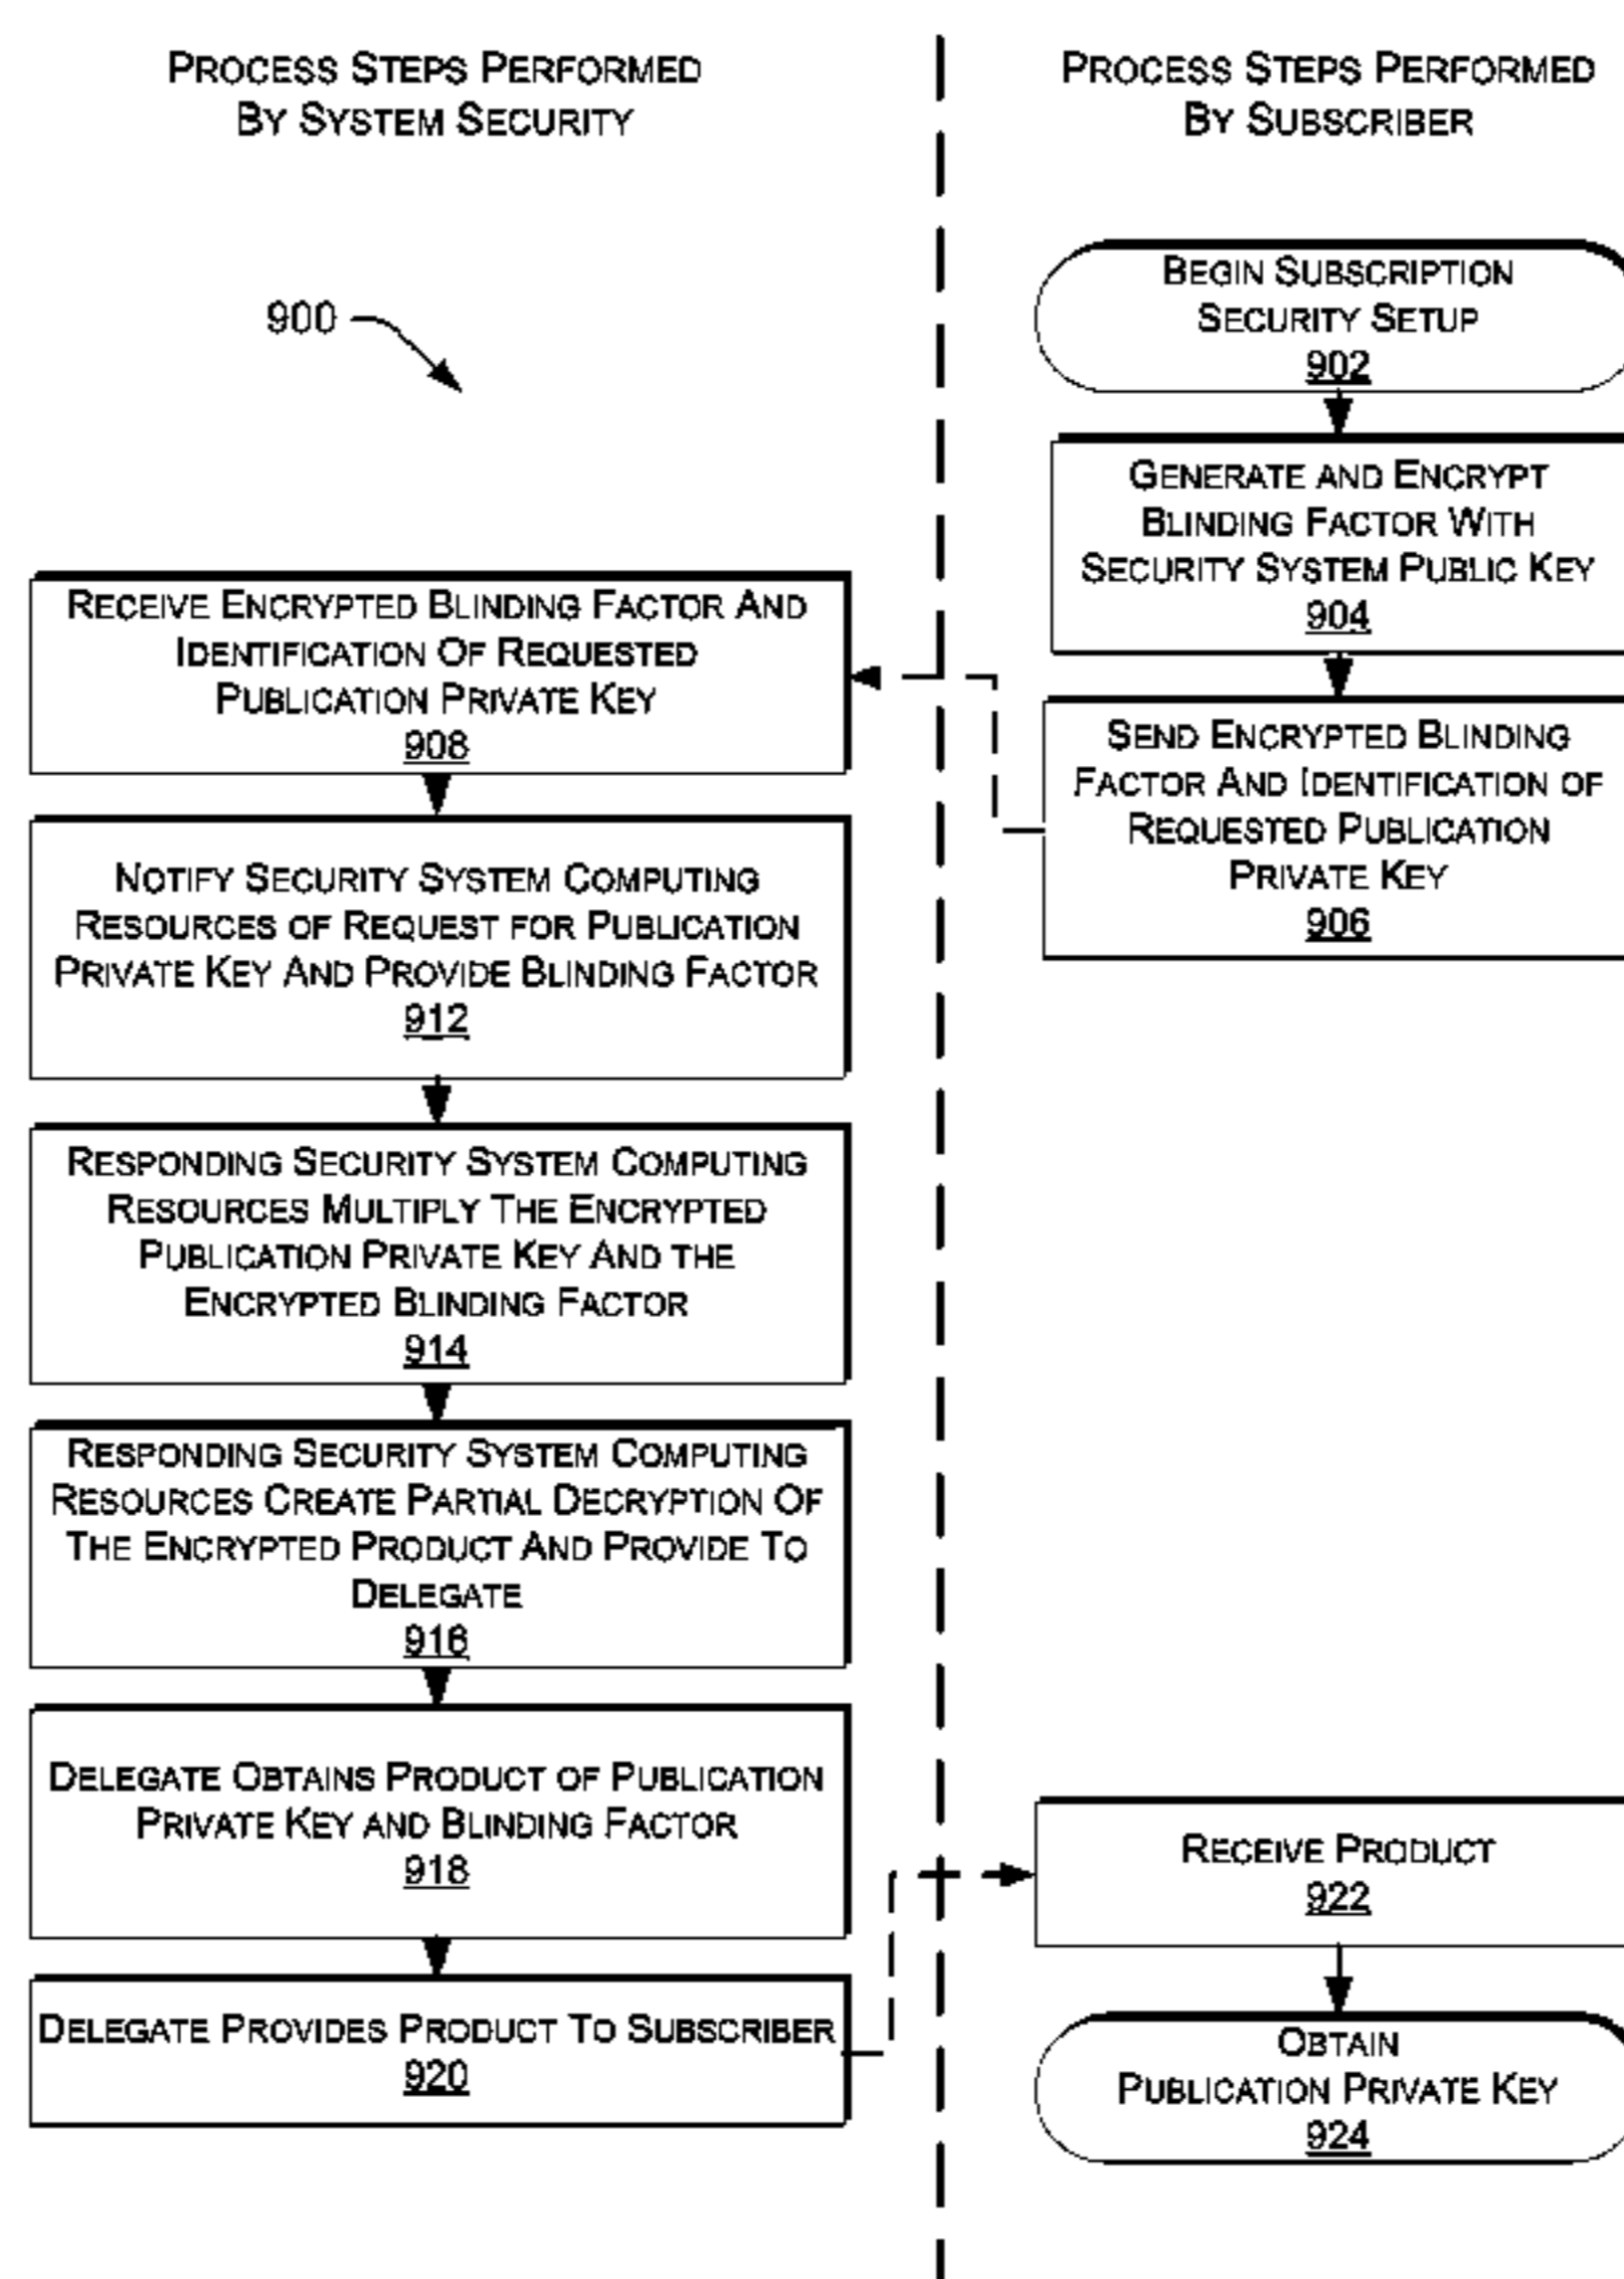 PROCESS STEPS PERFORMED
BY SYSTEM SECURITY
PROCESS STEPS PERFORMED
BY SUBSCRIBER
900
BEGIN SUBSCRIPTION
SECURITY SETUP
902
GENERATE AND ENCRYPT
BLINDING FACTOR WITH
SECURITY SYSTEM PUBLIC KEY
904
SEND ENCRYPTED BLINDING
FACTOR AND IDENTIFICATION OF
REQUESTED PUBLICATION
PRIVATE KEY
906
RECEIVE ENCRYPTED BLINDING FACTOR AND
IDENTIFICATION OF REQUESTED
PUBLICATION PRIVATE KEY
908
NOTIFY SECURITY SYSTEM COMPUTING
RESOURCES OF REQUEST FOR PUBLICATION
PRIVATE KEY AND PROVIDE BLINDING FACTOR
912
RESPONDING SECURITY SYSTEM COMPUTING
RESOURCES MULTIPLY THE ENCRYPTED
PUBLICATION PRIVATE KEY AND THE
ENCRYPTED BLINDING FACTOR
914
RESPONDING SECURITY SYSTEM COMPUTING
RESOURCES CREATE PARTIAL DECRYPTION OF
THE ENCRYPTED PRODUCT AND PROVIDE TO
DELEGATE
916
DELEGATE OBTAINS PRODUCT OF PUBLICATION
PRIVATE KEY AND BLINDING FACTOR
918
DELEGATE PROVIDES PRODUCT TO SUBSCRIBER
920
RECEIVE PRODUCT
922
OBTAIN
PUBLICATION PRIVATE KEY
924